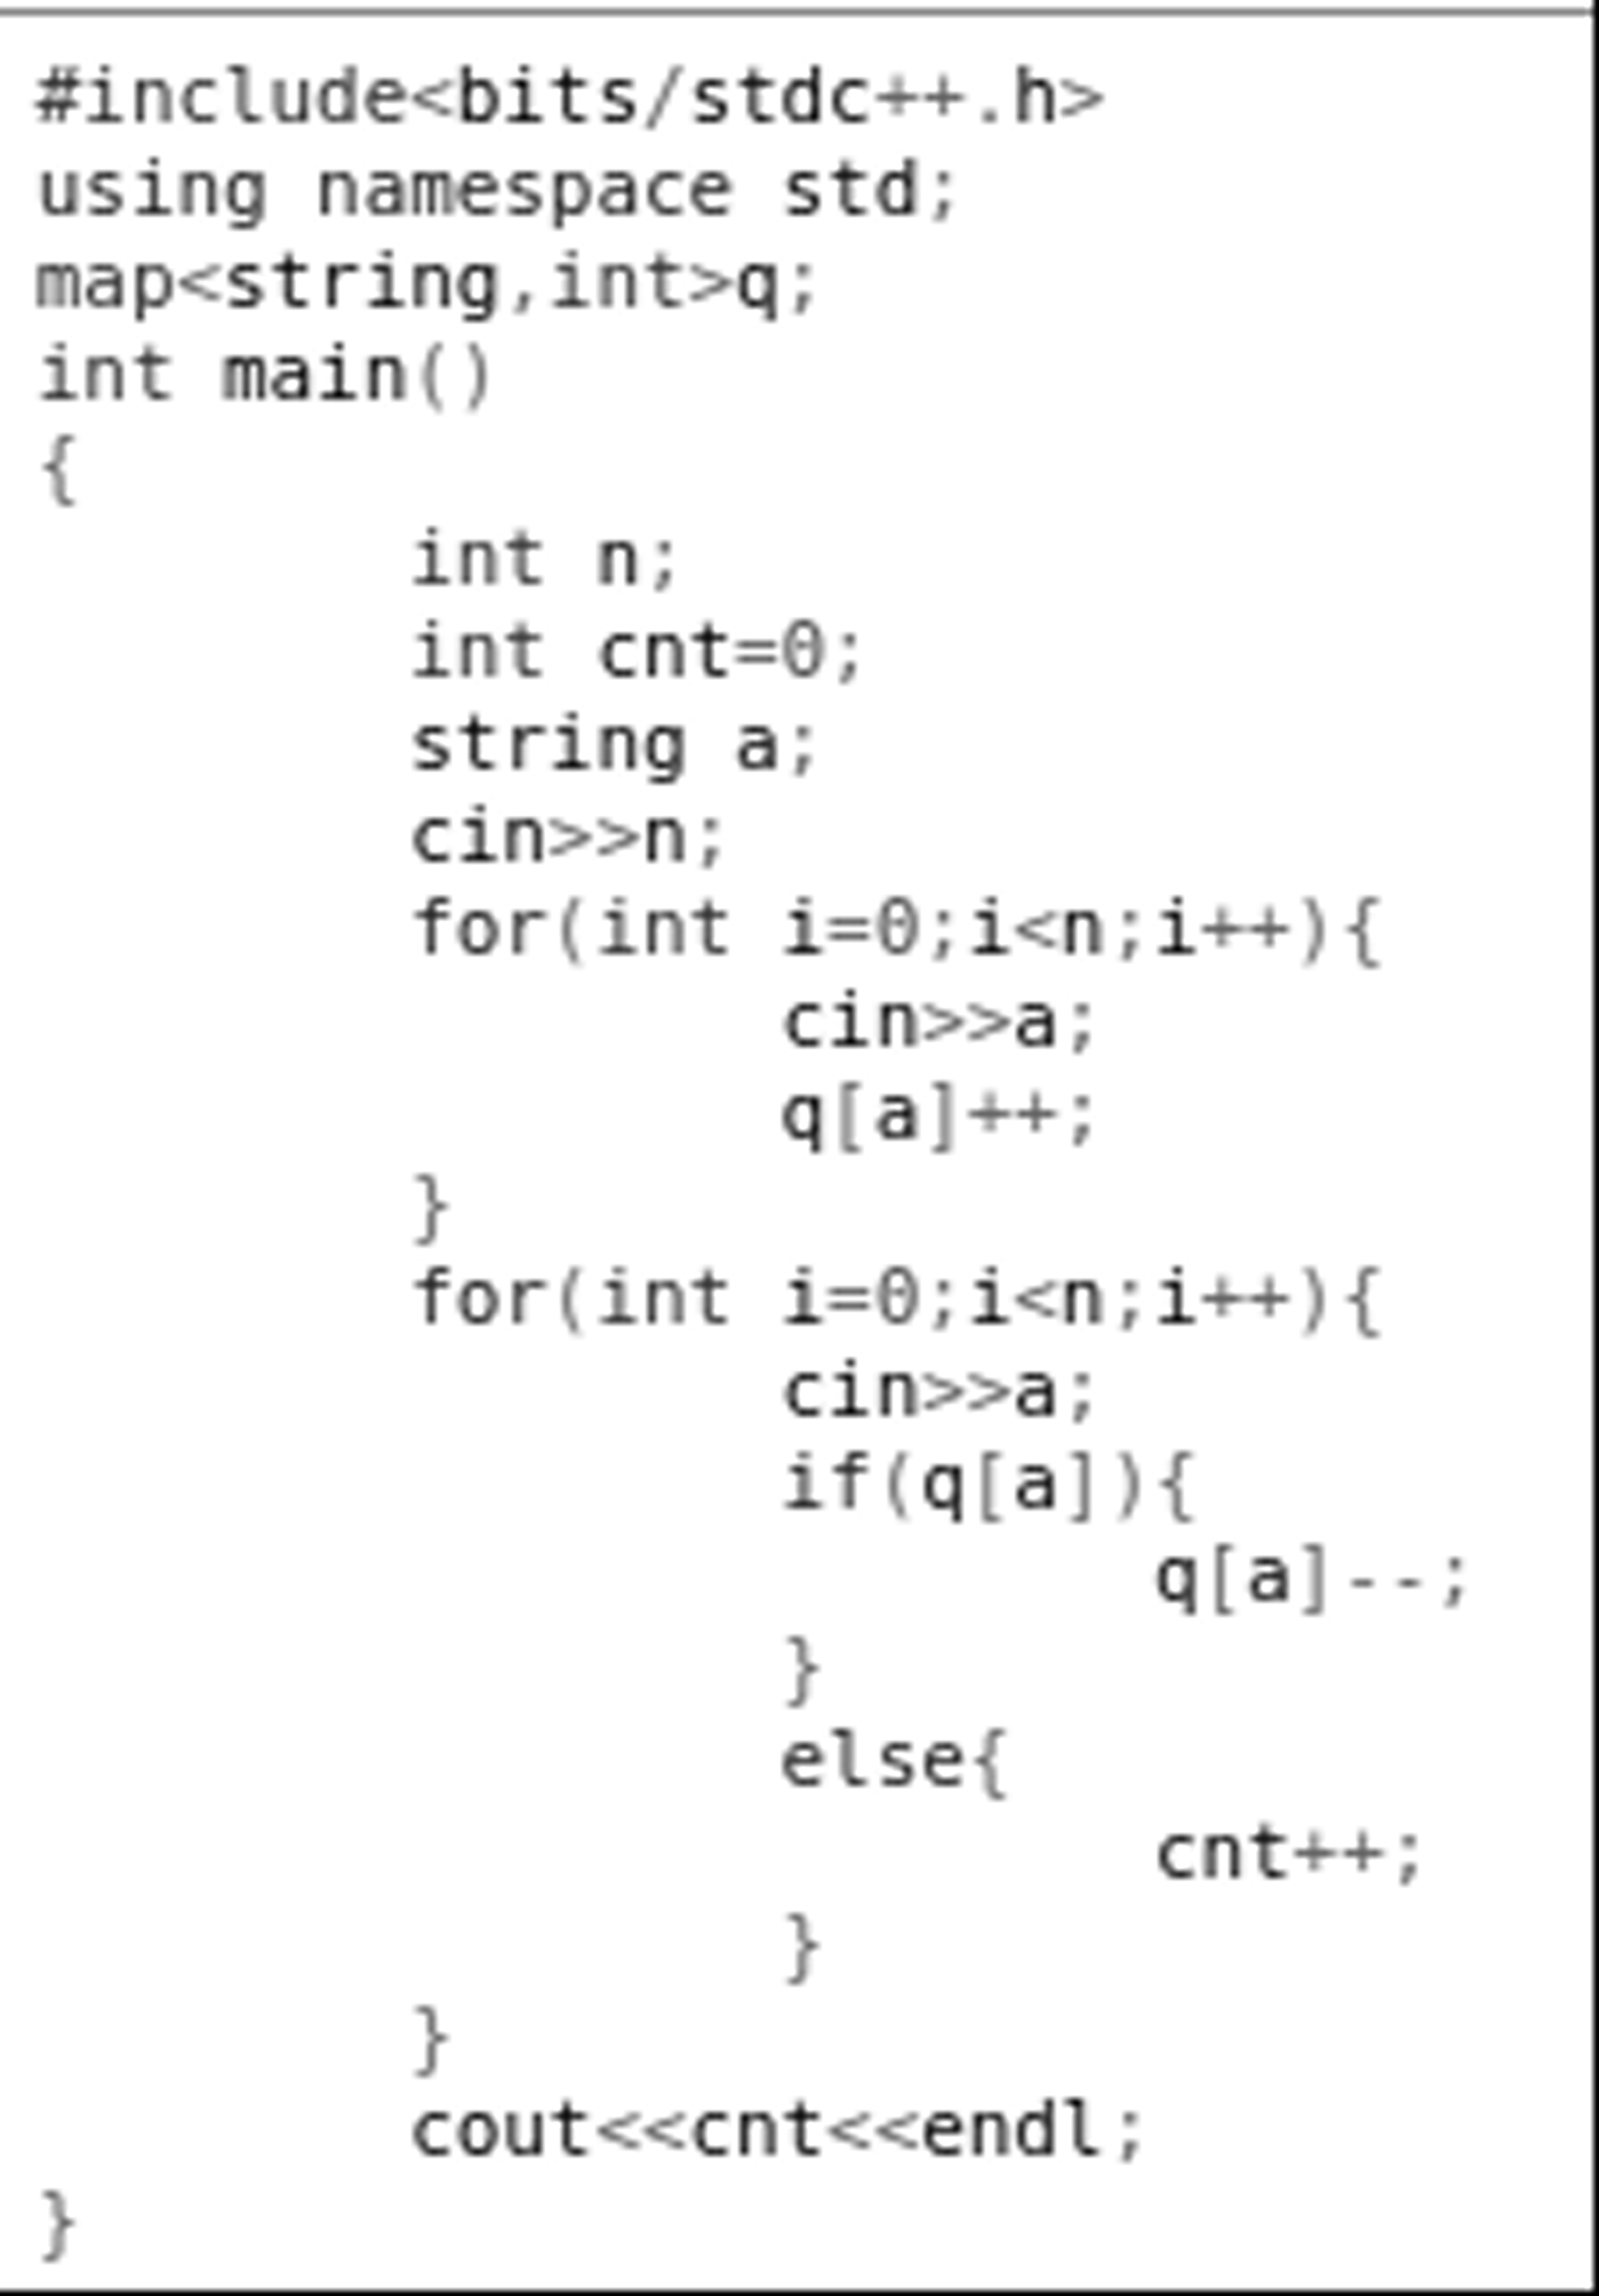 #include<bits/stdc++.h>
using namespace std;
map<string,int>q;
int main()
{
        int n;
        int cnt=0;
        string a;
        cin>>n;
        for(int i=0;i<n;i++){
                cin>>a;
                q[a]++;
        }
        for(int i=0;i<n;i++){
                cin>>a;
                if(q[a]){
                        q[a]--;
                }
                else{
                        cnt++;
                }
        }
        cout<<cnt<<endl;
}